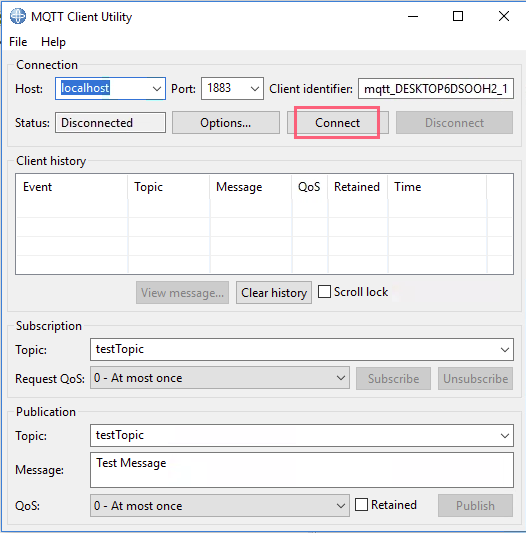 MQTT Client Utility
File Help
Connection
Host: localhost Port: 1883 Client identifier: mqtt_DESKTOP6DSOOH2_1
Status: Disconnected Options... Connect Disconnect
Client history
Event Topic Message QoS Retained Time
View message... Clear history Scroll lock
Subscription
Topic: testTopic
Request QoS: 0 - At most once Subscribe Unsubscribe
Publication
Topic: testTopic
Message: Test Message
QoS: 0 - At most once Retained Publish